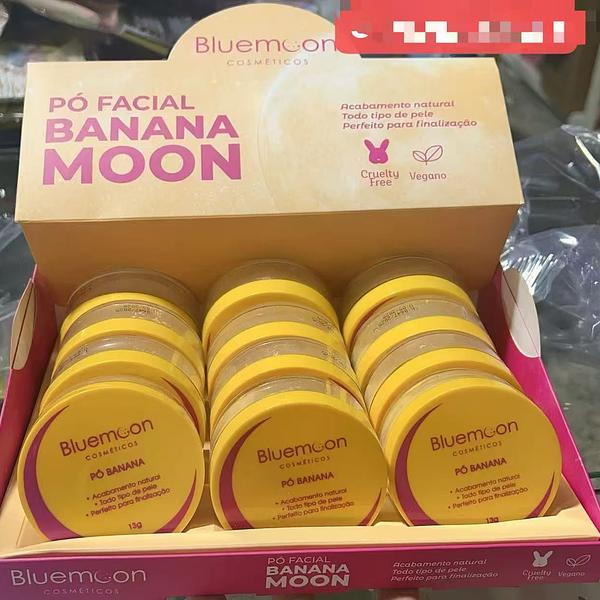 Bluemoon
COSMÉTICOS
PÓ FACIAL
BANANA
MOON
Acabamento natural
Todo tipo de pele
Perfeito para finalização
Cruelty
Free
Vegano
Bluemoon
COSMÉTICOS
PÓ BANANA
• Acabamento natural
• Todo tipo de pele
• Perfeito para finalização
13g
Bluemoon
COSMÉTICOS
PÓ BANANA
• Acabamento natural
• Todo tipo de pele
• Perfeito para finalização
13g
Bluemoon
COSMÉTICOS
PÓ BANANA
• Acabamento natural
• Todo tipo de pele
• Perfeito para finalização
13g
Bluemoon
COSMÉTICOS
PÓ FACIAL
BANANA
MOON
Acabamento natural
Todo tipo de pele
Perfeito para finalização
Cruelty
Free
Vegano